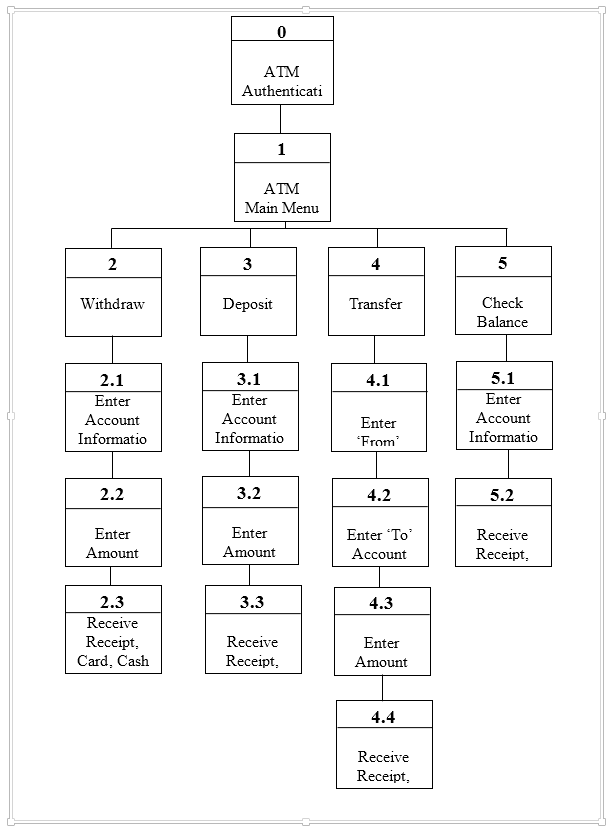 0
ATM
Authenticati
1
ATM
Main Menu
2
Withdraw
3
Deposit
4
Transfer
5
Check
Balance
2.1
Enter
Account
Informatio
3.1
Enter
Account
Informatio
4.1
Enter
‘From’
5.1
Enter
Account
Informatio
2.2
Enter
Amount
3.2
Enter
Amount
4.2
Enter ‘To’
Account
5.2
Receive
Receipt,
2.3
Receive
Receipt,
Card, Cash
3.3
Receive
Receipt,
4.3
Enter
Amount
4.4
Receive
Receipt,